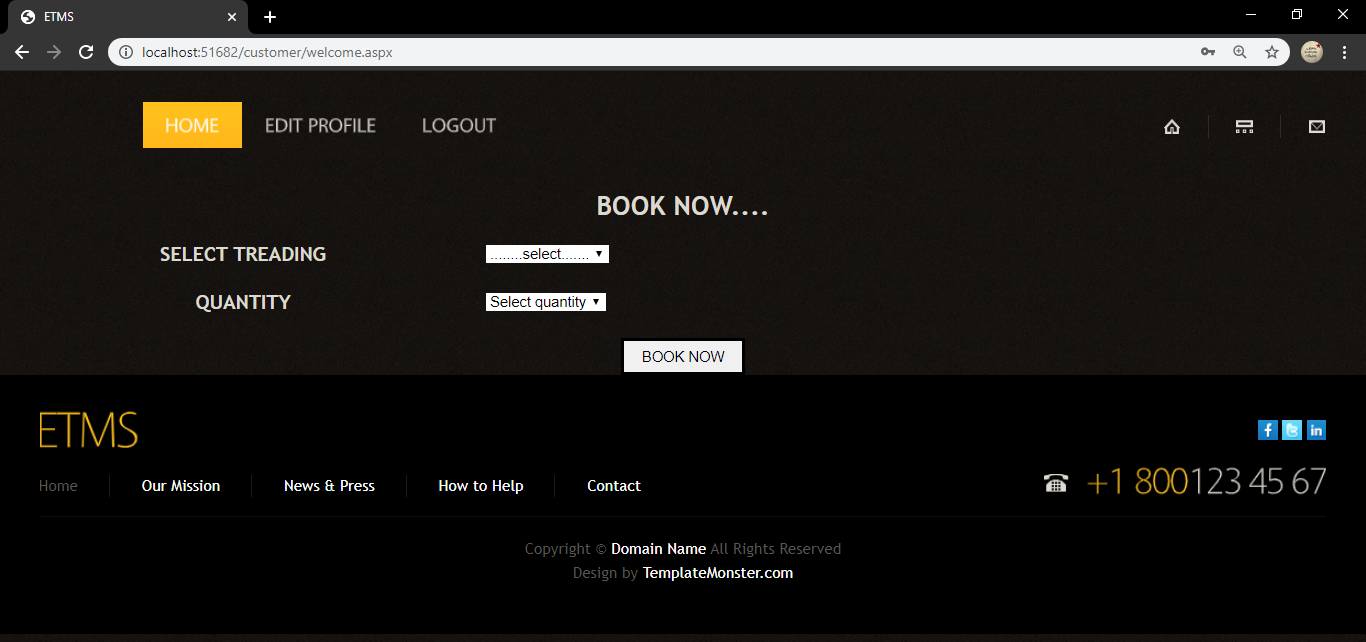 ETMS
localhost:51682/customer/welcome.aspx
HOME EDIT PROFILE LOGOUT
BOOK NOW....
SELECT TREADING ........select.......
QUANTITY Select quantity
BOOK NOW
ETMS
Home Our Mission News & Press How to Help Contact
+1 800123 45 67
Copyright © Domain Name All Rights Reserved
Design by TemplateMonster.com